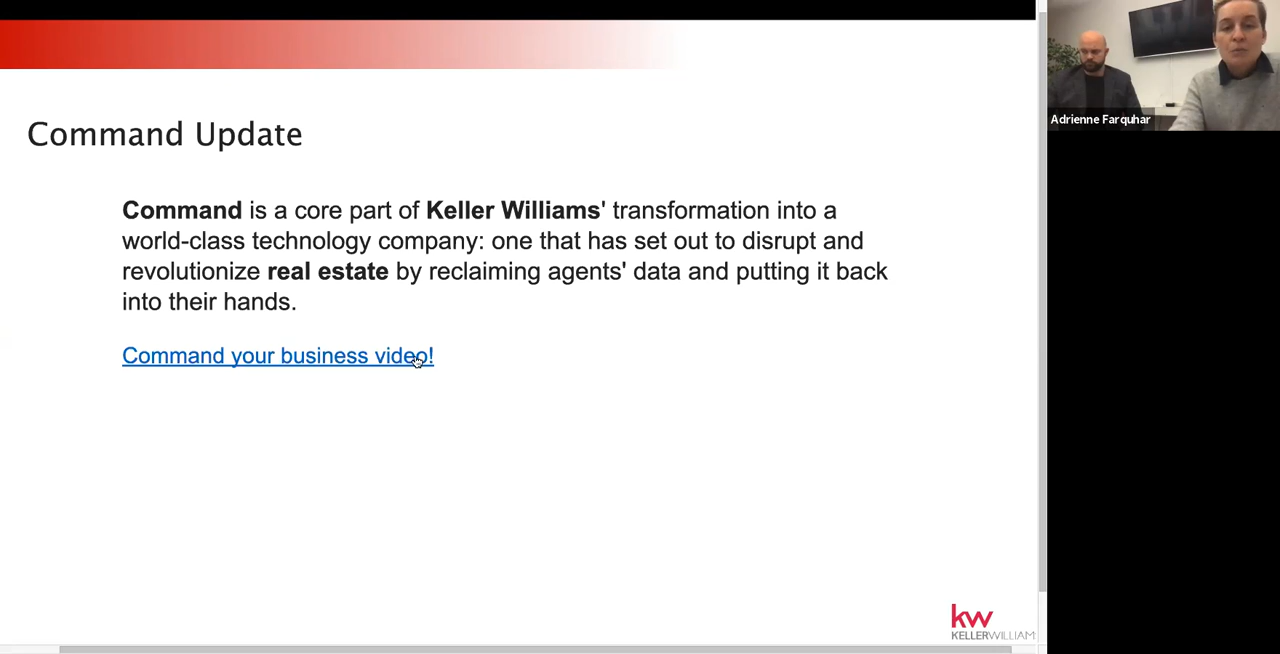 Command Update
Command is a core part of Keller Williams' transformation into a
world-class technology company: one that has set out to disrupt and
revolutionize real estate by reclaiming agents' data and putting it back
into their hands.
Command your business video!
kw
KELLERWILLIAM
Adrienne Farquhar